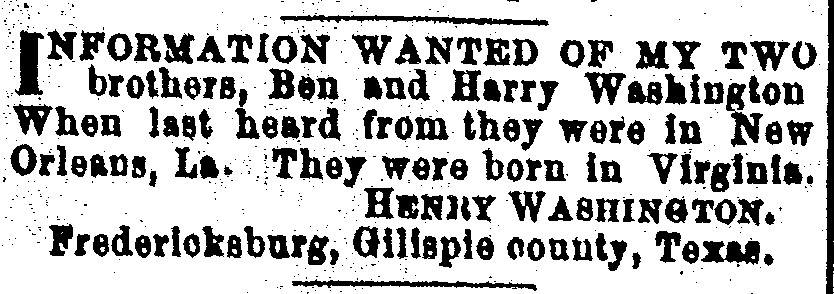 INFORMATION WANTED OF MY TWO
brothers, Ben and Harry Washington
When last heard from they were in New
Orleans, La. They were born in Virginia.
HENRY WASHINGTON.
Fredericksburg, Gillspie county, Texas.